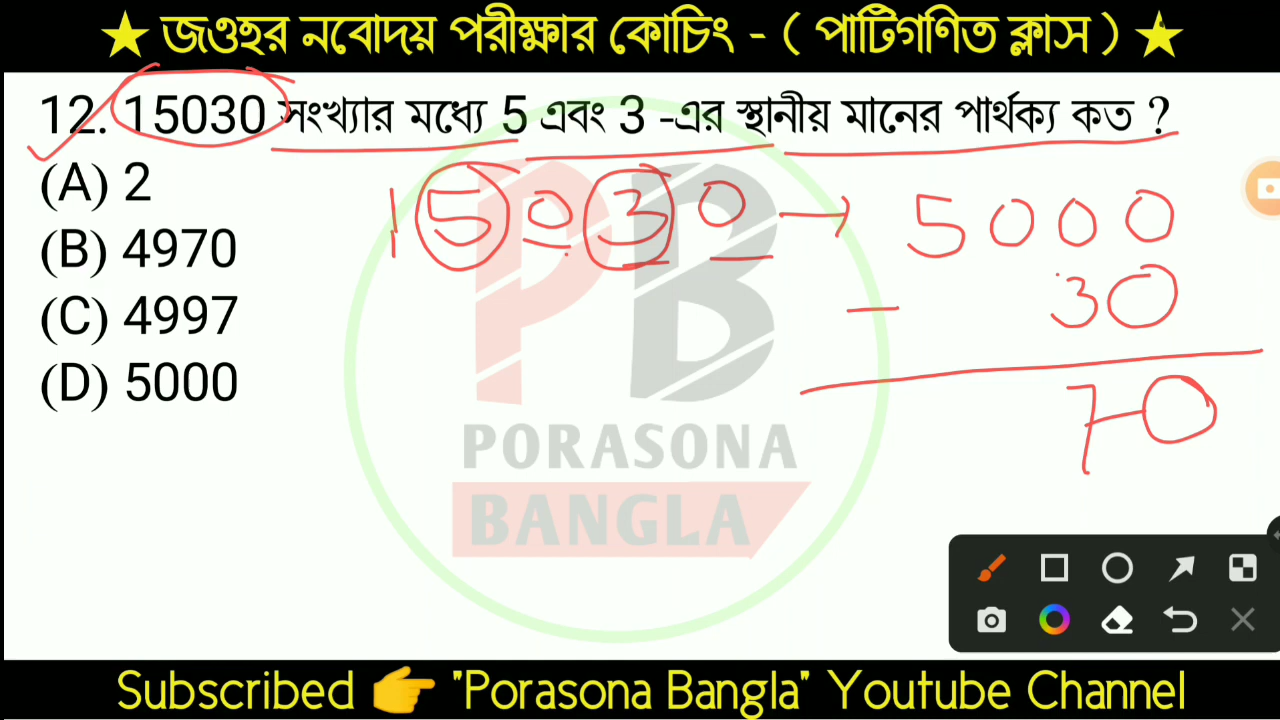 ★ জওহর নবোদয় পরীক্ষার কোচিং - ( পাটিগণিত ক্লাস ) ★
12. 15030 সংখ্যার মধ্যে 5 এবং 3 -এর স্থানীয় মানের পার্থক্য কত ?
(A) 2
(B) 4970
(C) 4997
(D) 5000
15030 → 5000
- 30
70
PB
PORASONA
BANGLA
Subscribed 👉 "Porasona Bangla" Youtube Channel